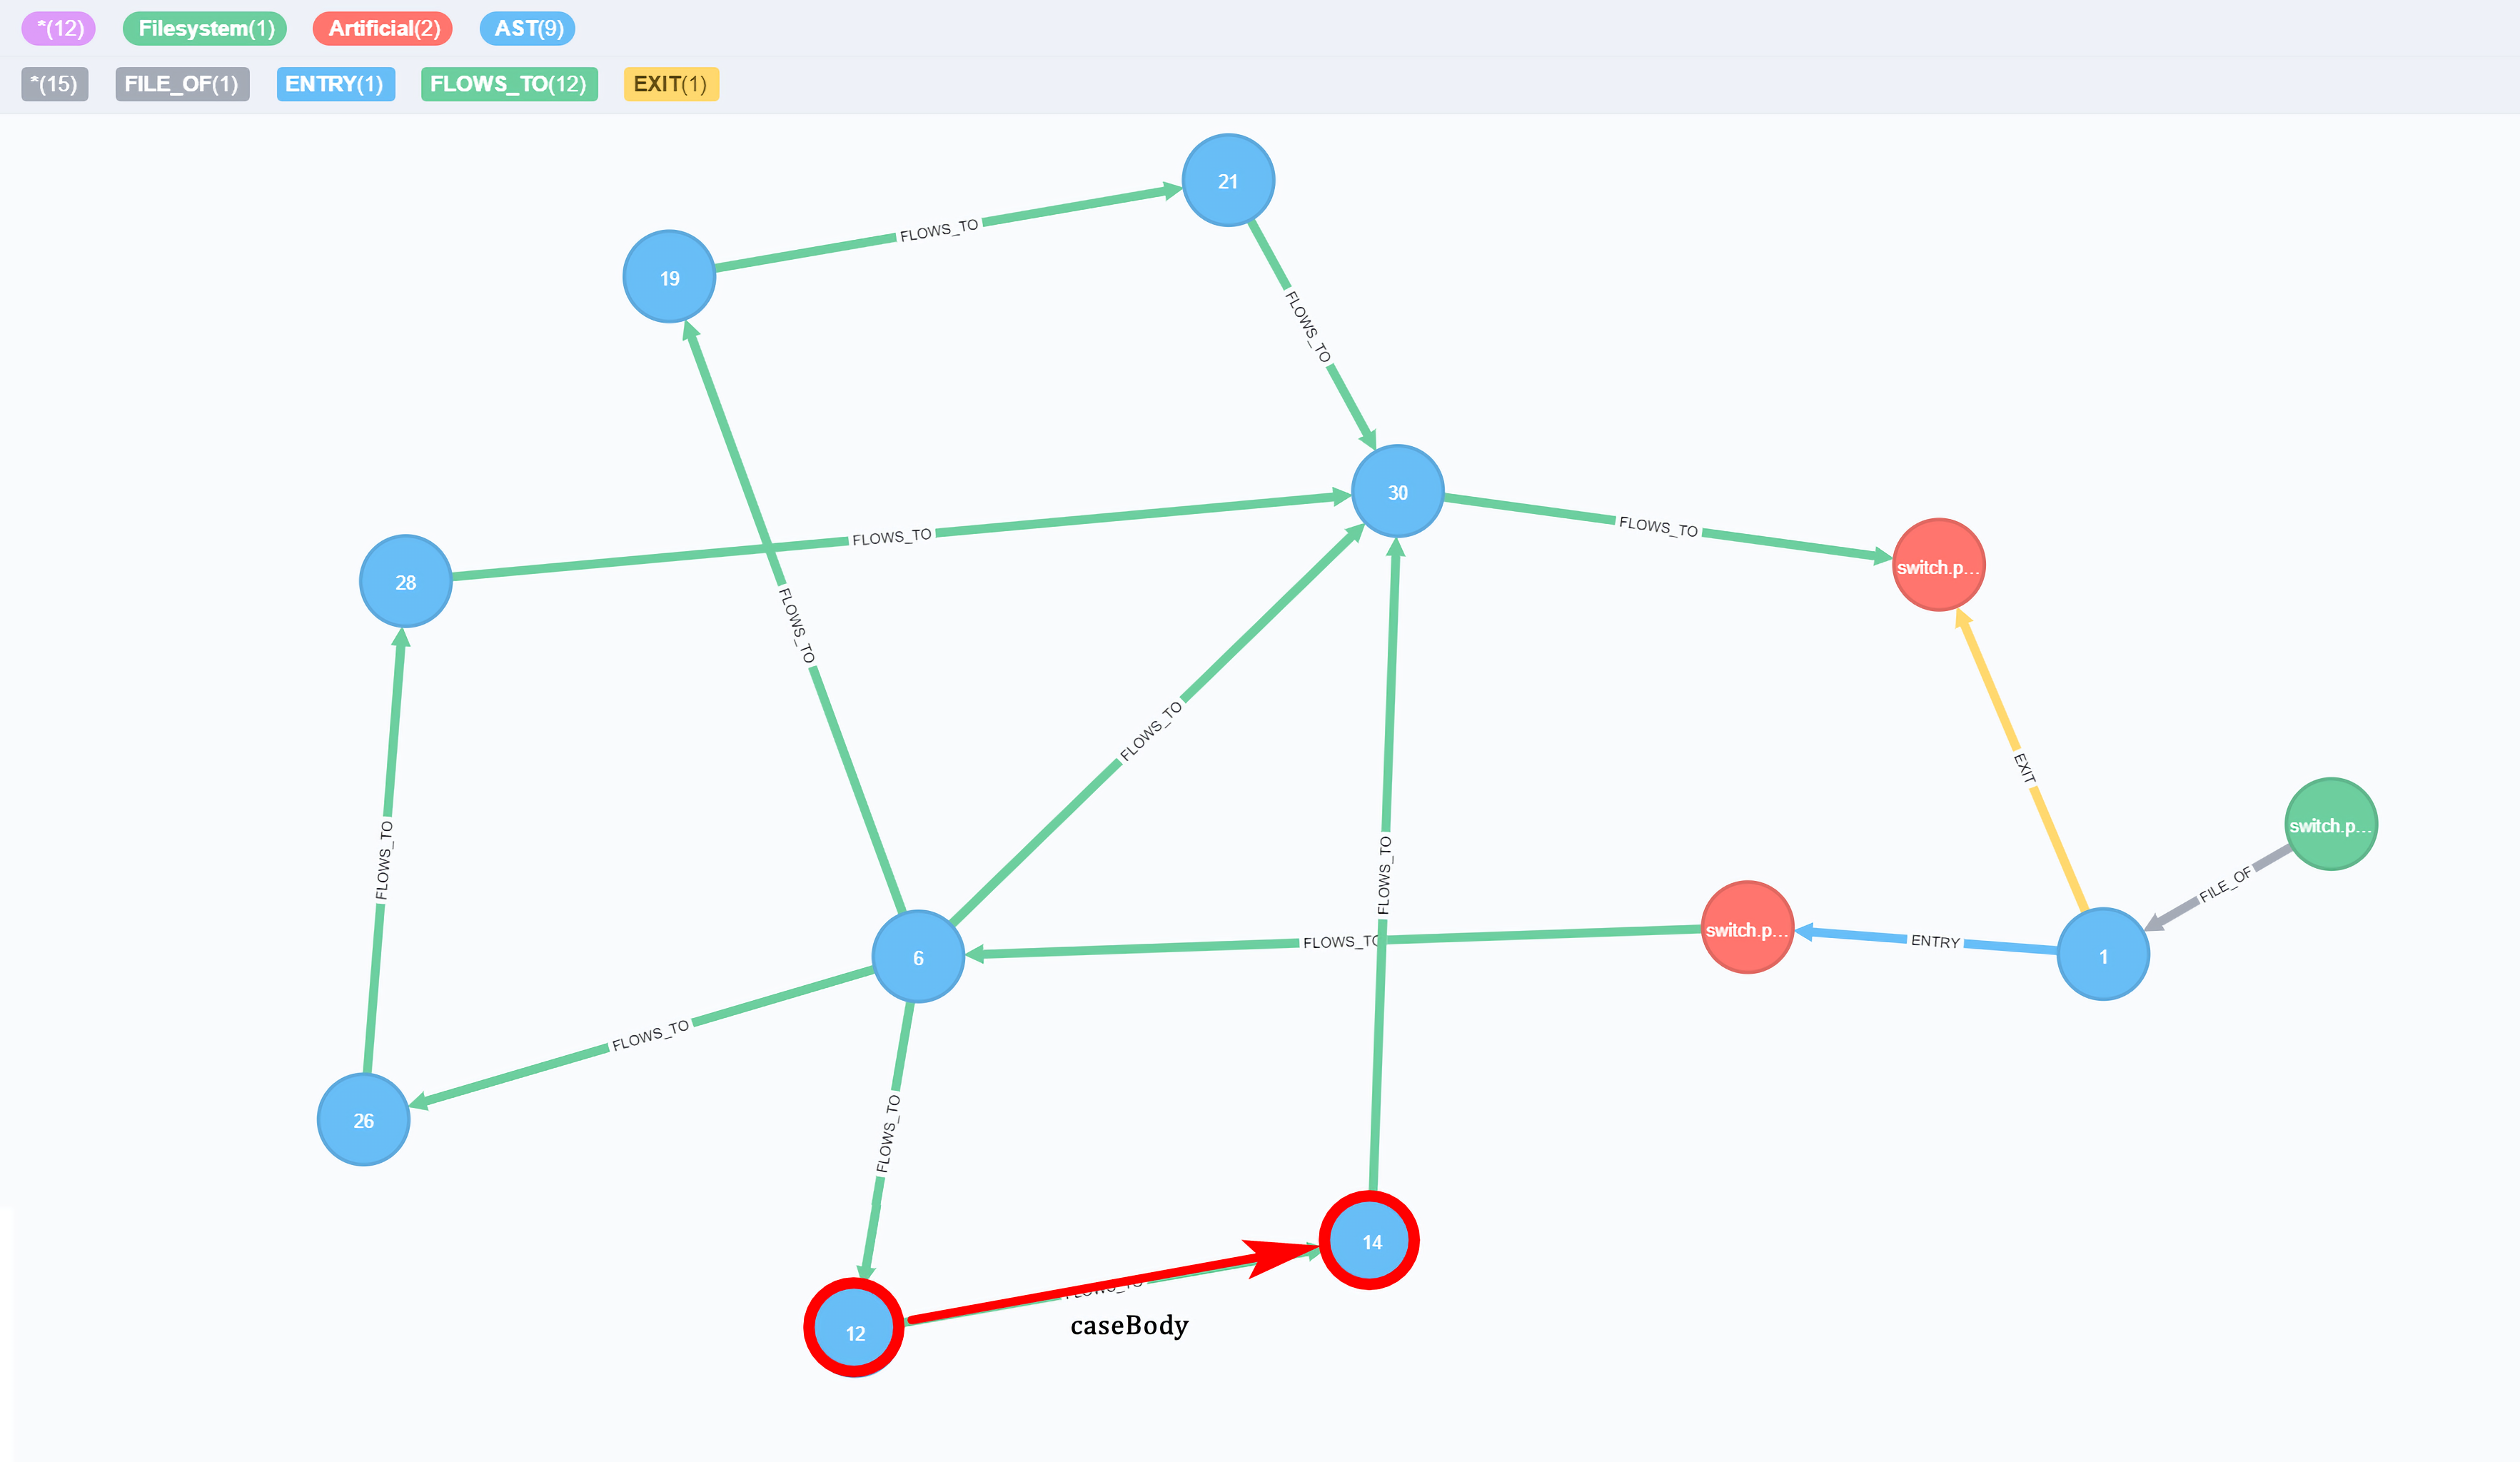 *(12) Filesystem(1) Artificial(2) AST(9)
*(15) FILE_OF(1) ENTRY(1) FLOWS_TO(12) EXIT(1)
21
FLOWS_TO
19
FLOWS_TO
30
FLOWS_TO
FLOWS_TO
switch.p...
28
FLOWS_TO
FLOWS_TO
EXIT
switch.p...
FLOWS_TO
FLOWS_TO
FILE_OF
switch.p...
FLOWS_TO
ENTRY
1
6
FLOWS_TO
26
FLOWS_TO
14
FLOWS_TO
caseBody
12